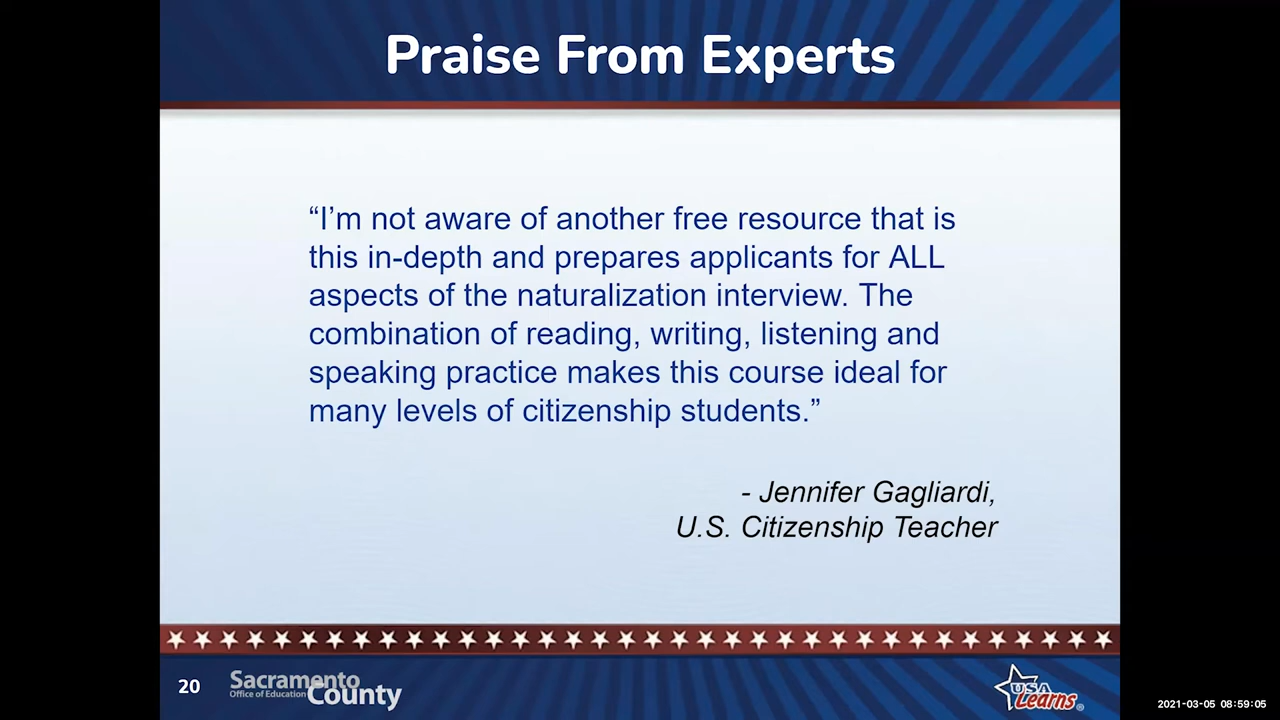 Praise From Experts
“I’m not aware of another free resource that is
this in-depth and prepares applicants for ALL
aspects of the naturalization interview. The
combination of reading, writing, listening and
speaking practice makes this course ideal for
many levels of citizenship students.”
- Jennifer Gagliardi,
U.S. Citizenship Teacher
20
Sacramento
Office of Education
County
USA
Learns®
2021-03-05 08:59:05